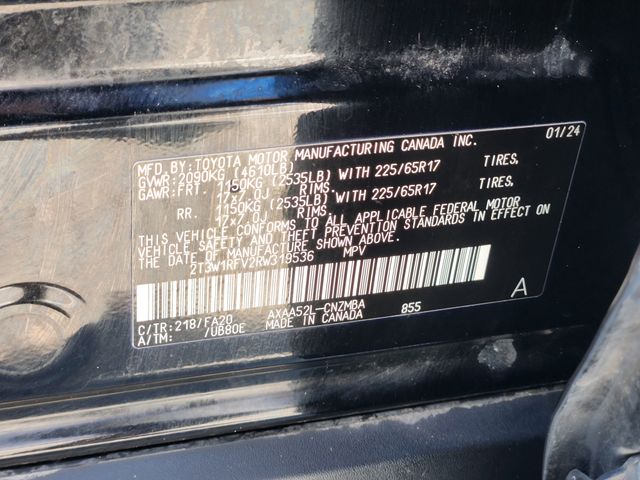 MFD.BY:TOYOTA MOTOR MANUFACTURING CANADA INC. 01/24
GVWR:2090KG (4610LB)
GAWR:FRT. 1150KG (2535LB) WITH 225/65R17 TIRES,
17x7.0J RIMS.
RR. 1150KG (2535LB) WITH 225/65R17 TIRES,
17x7.0J RIMS.
THIS VEHICLE CONFORMS TO ALL APPLICABLE FEDERAL MOTOR
VEHICLE SAFETY AND THEFT PREVENTION STANDARDS IN EFFECT ON
THE DATE OF MANUFACTURE SHOWN ABOVE.
2T3W1RFV2RW319536 MPV
A
C/TR:218/FA20 AXAA52L-CNZMBA 855
A/TM: /UB80E MADE IN CANADA